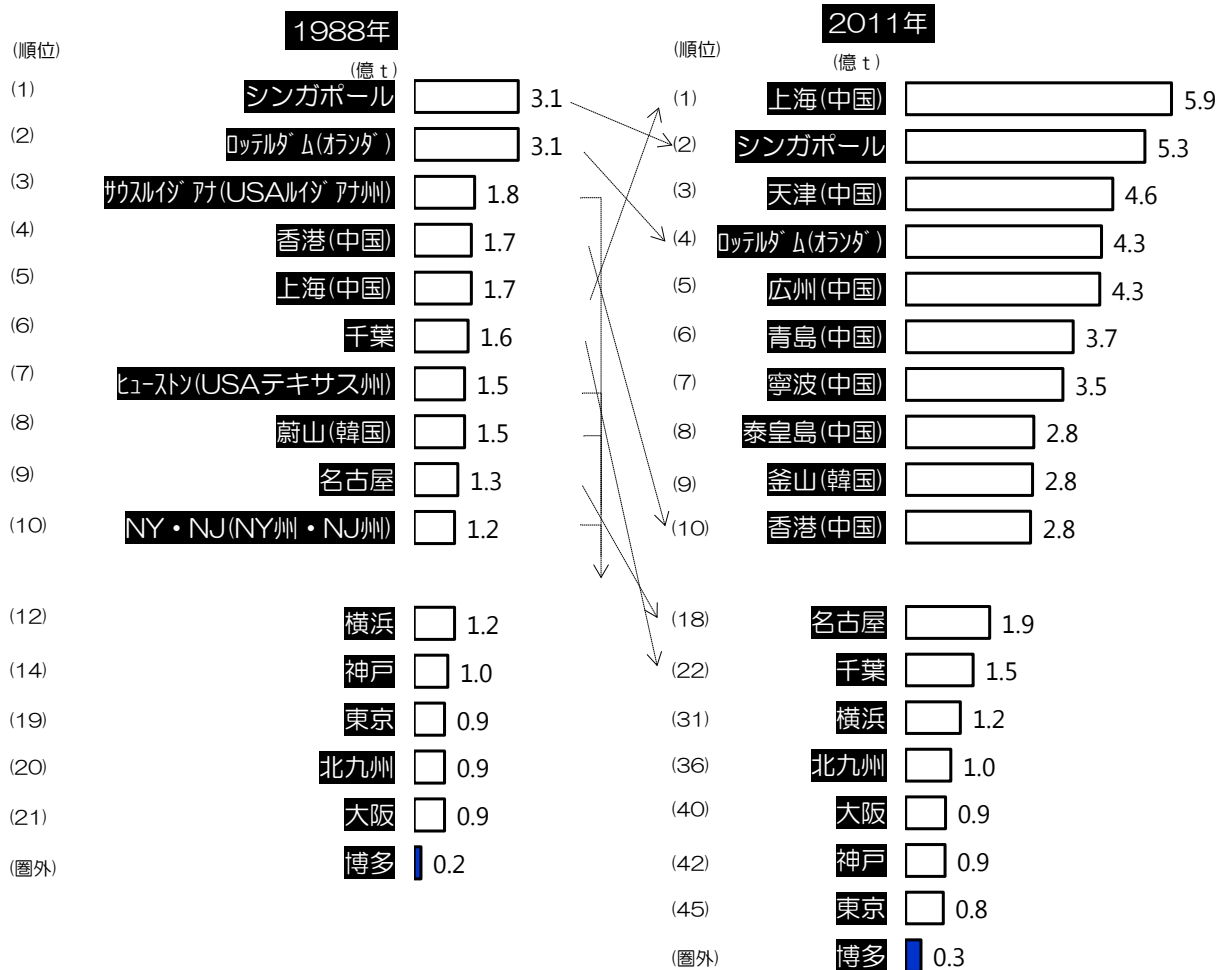 1988年
(順位)
(億ｔ)
(1) シンガポール 3.1
(2) ﾛｯﾃﾙﾀﾞﾑ(ｵﾗﾝﾀﾞ) 3.1
(3) ｻｳｽﾙｲｼﾞｱﾅ(USAﾙｲｼﾞｱﾅ州) 1.8
(4) 香港(中国) 1.7
(5) 上海(中国) 1.7
(6) 千葉 1.6
(7) ﾋｭｰｽﾄﾝ(USAテキサス州) 1.5
(8) 蔚山(韓国) 1.5
(9) 名古屋 1.3
(10) NY・NJ(NY州・NJ州) 1.2
(12) 横浜 1.2
(14) 神戸 1.0
(19) 東京 0.9
(20) 北九州 0.9
(21) 大阪 0.9
(圏外) 博多 0.2
2011年
(順位)
(億ｔ)
(1) 上海(中国) 5.9
(2) シンガポール 5.3
(3) 天津(中国) 4.6
(4) ﾛｯﾃﾙﾀﾞﾑ(ｵﾗﾝﾀﾞ) 4.3
(5) 広州(中国) 4.3
(6) 青島(中国) 3.7
(7) 寧波(中国) 3.5
(8) 泰皇島(中国) 2.8
(9) 釜山(韓国) 2.8
(10) 香港(中国) 2.8
(18) 名古屋 1.9
(22) 千葉 1.5
(31) 横浜 1.2
(36) 北九州 1.0
(40) 大阪 0.9
(42) 神戸 0.9
(45) 東京 0.8
(圏外) 博多 0.3